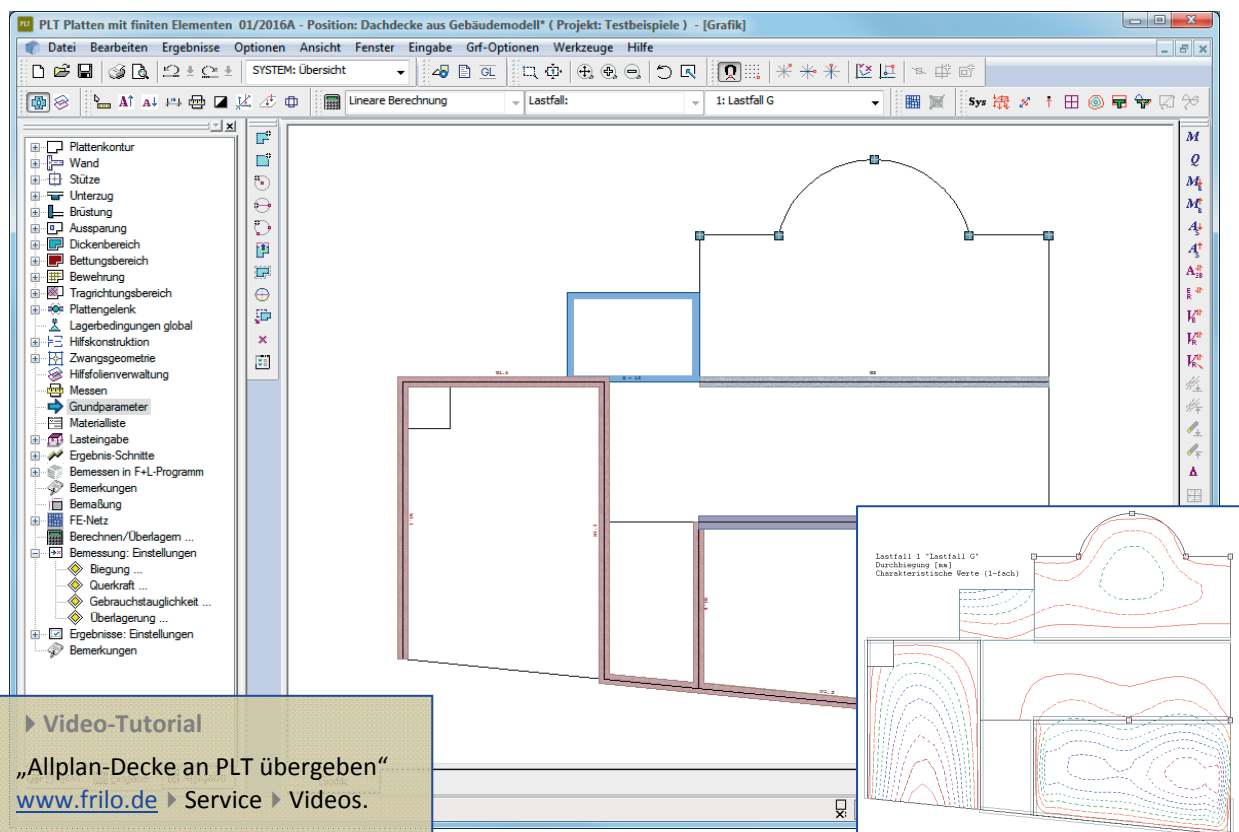 PLT Platten mit finiten Elementen 01/2016A - Position: Dachdecke aus Gebäudemodell* ( Projekt: Testbeispiele ) - [Grafik]
Datei Bearbeiten Ergebnisse Optionen Ansicht Fenster Eingabe Grf-Optionen Werkzeuge Hilfe
SYSTEM: Übersicht
GL
Lineare Berechnung Lastfall: 1: Lastfall G
Sys
Plattenkontur
Wand
Stütze
Unterzug
Brüstung
Aussparung
Dickenbereich
Bettungsbereich
Bewehrung
Tragrichtungsbereich
Plattengelenk
Lagerbedingungen global
Hilfskonstruktion
Zwangsgeometrie
Hilfsfolienverwaltung
Messen
Grundparameter
Materialliste
Lasteingabe
Ergebnis-Schnitte
Bemessen in F+L-Programm
Bemerkungen
Bemaßung
FE-Netz
Berechnen/Überlagern ...
Bemessung: Einstellungen
Biegung ...
Querkraft ...
Gebrauchstauglichkeit ...
Überlagerung ...
Ergebnisse: Einstellungen
Bemerkungen
M
Q
Lastfall 1 "Lastfall G"
Durchbiegung [mm]
Charakteristische Werte (1-fach)
Video-Tutorial
„Allplan-Decke an PLT übergeben“
www.frilo.de Service Videos.